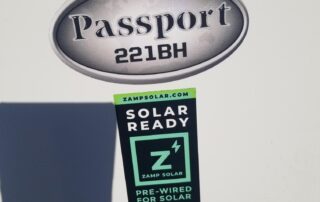 Passport
221BH
ZAMPSOLAR.COM
SOLAR
READY
Z
ZAMP SOLAR
PRE-WIRED
FOR SOLAR